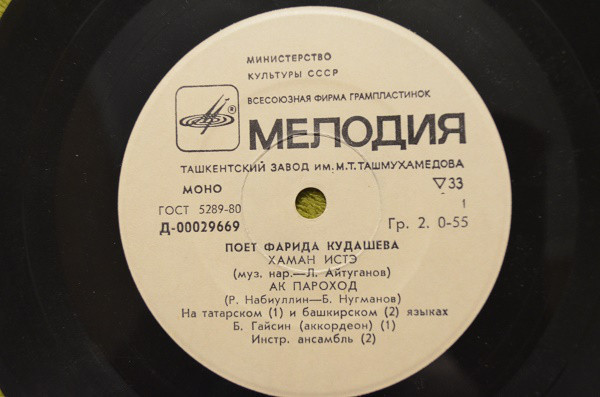 МИНИСТЕРСТВО
КУЛЬТУРЫ СССР
ВСЕСОЮЗНАЯ ФИРМА ГРАМПЛАСТИНОК
®
МЕЛОДИЯ
ТАШКЕНТСКИЙ ЗАВОД ИМ. М.Т. ТАШМУХАМЕДОВА
МОНО ▽33
ГОСТ 5289-80 1
Д-00029669 Гр. 2. 0-55
ПОЕТ ФАРИДА КУДАШЕВА
ХАМАН ИСТЭ
(муз. нар.—Л. Айтуганов)
АК ПАРОХОД
(Р. Набиуллин—Б. Нугманов)
На татарском (1) и башкирском (2) языках
Б. Гайсин (аккордеон) (1)
Инстр. ансамбль (2)